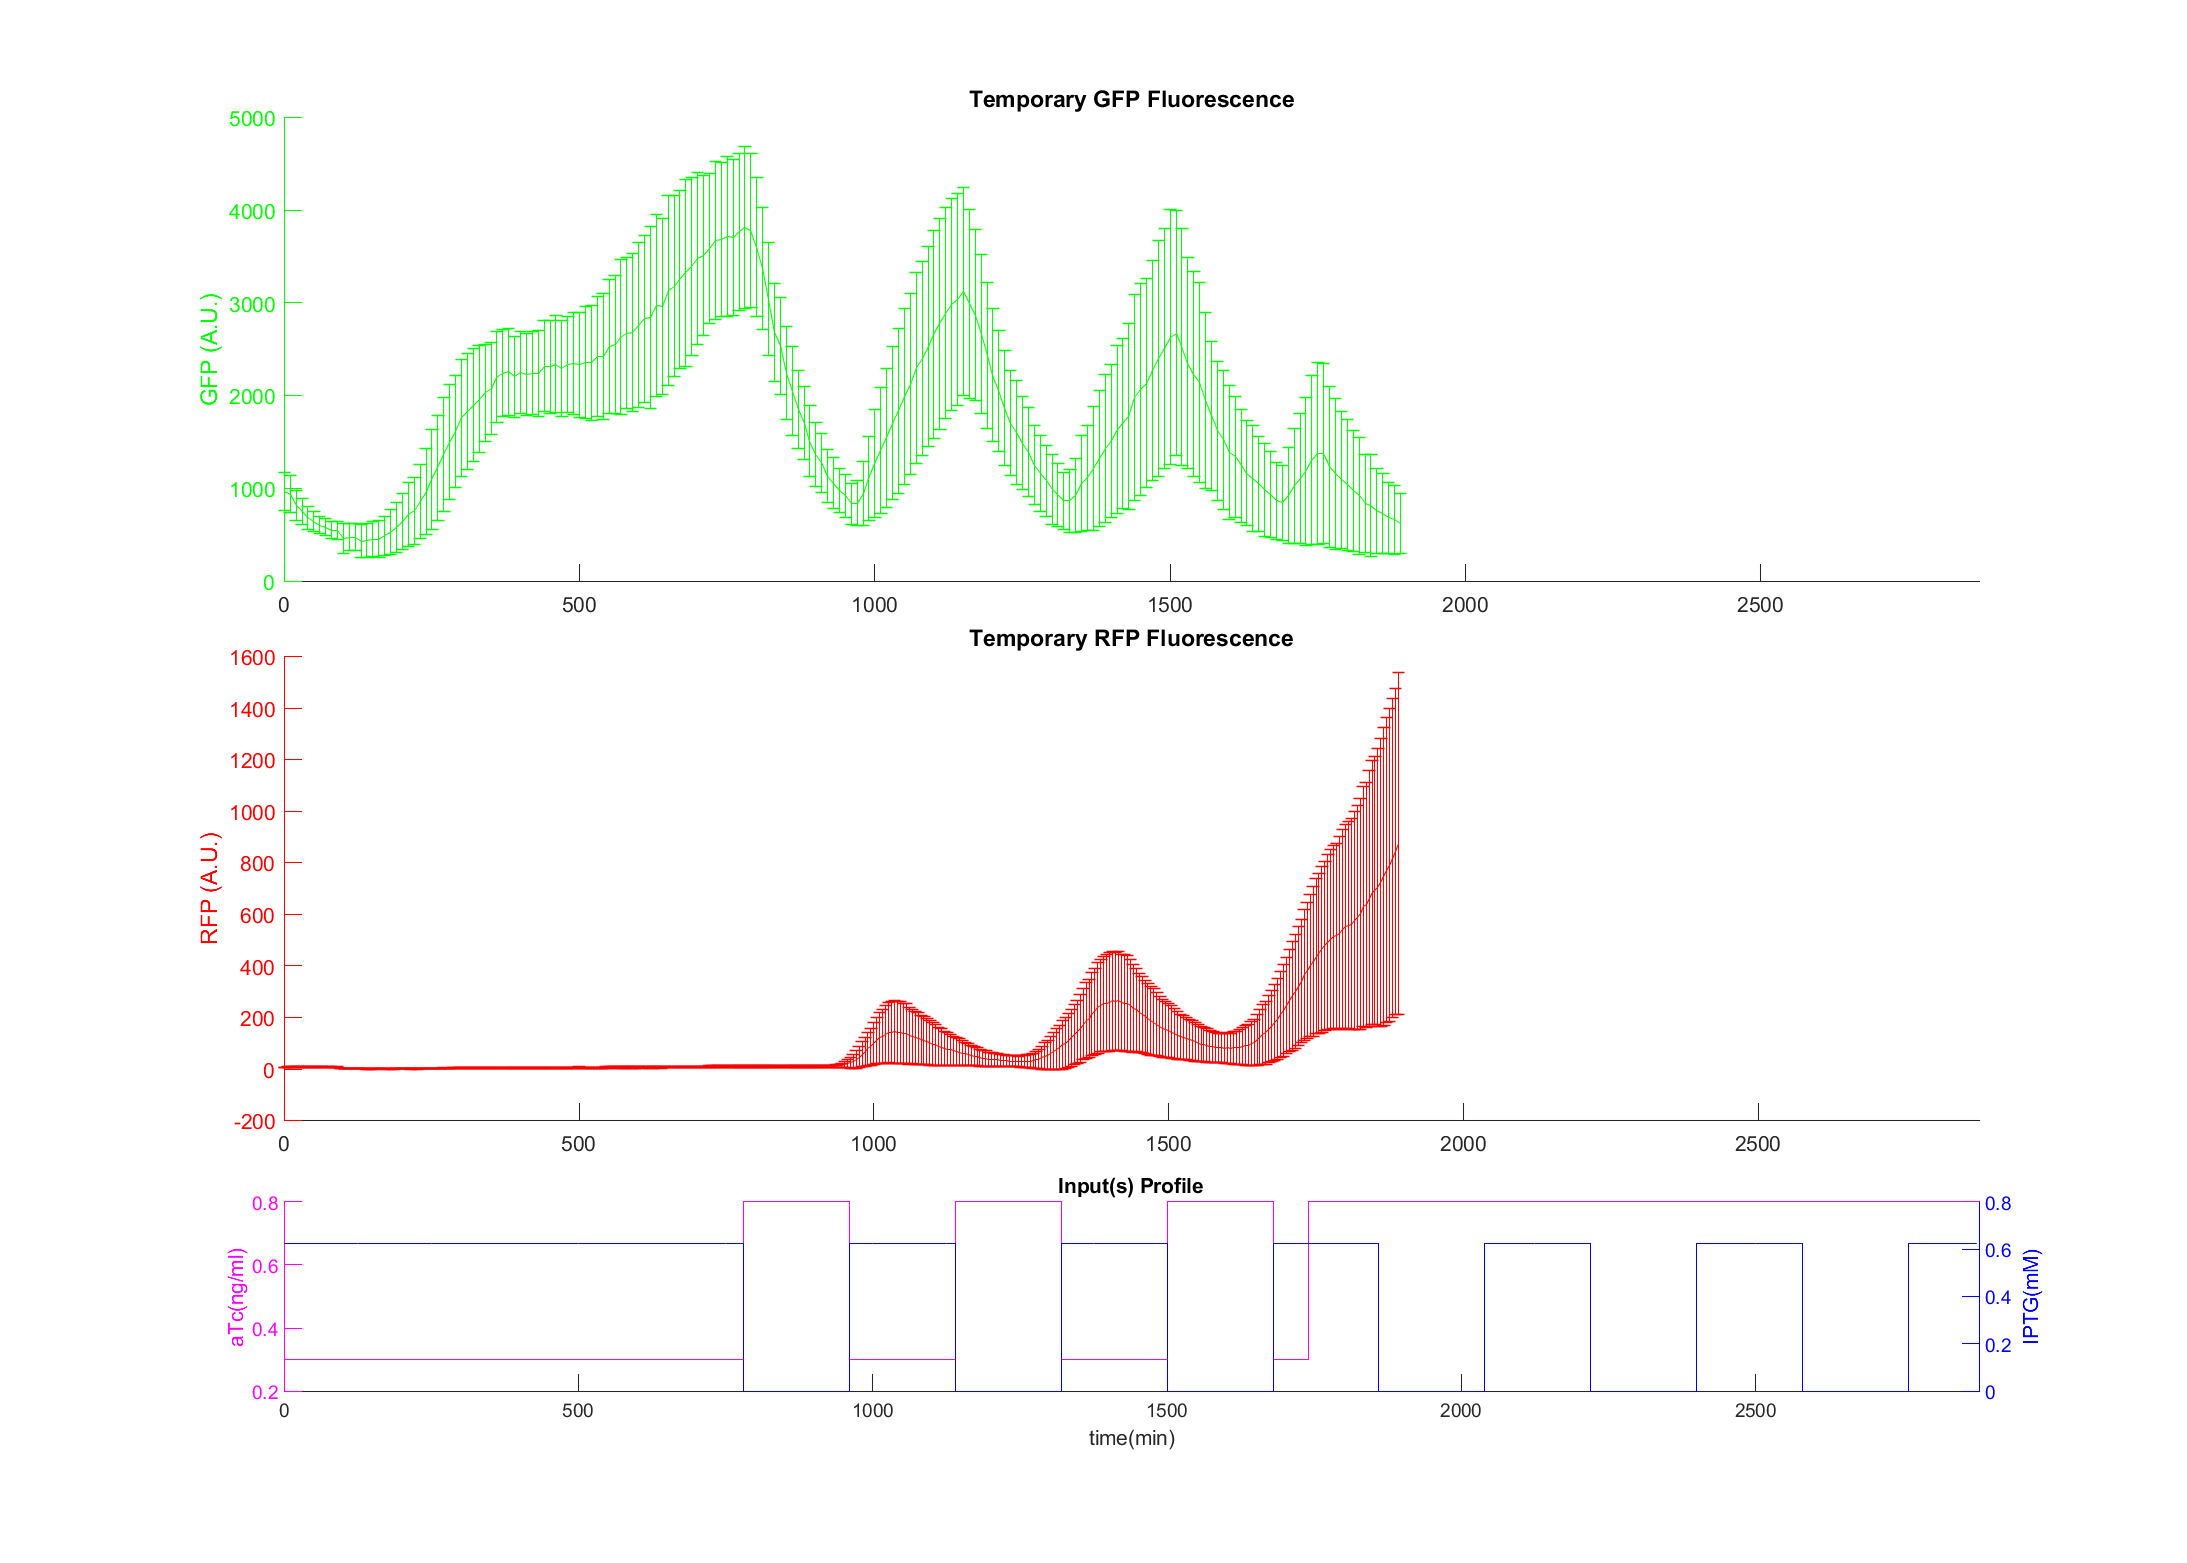 Temporary GFP Fluorescence
5000
4000
3000
2000
1000
0
GFP (A.U.)
0 500 1000 1500 2000 2500
Temporary RFP Fluorescence
1600
1400
1200
1000
800
600
400
200
0
-200
RFP (A.U.)
0 500 1000 1500 2000 2500
Input(s) Profile
0.8
0.6
0.4
0.2
aTc(ng/ml)
0.8
0.6
0.4
0.2
0
IPTG(mM)
0 500 1000 1500 2000 2500
time(min)